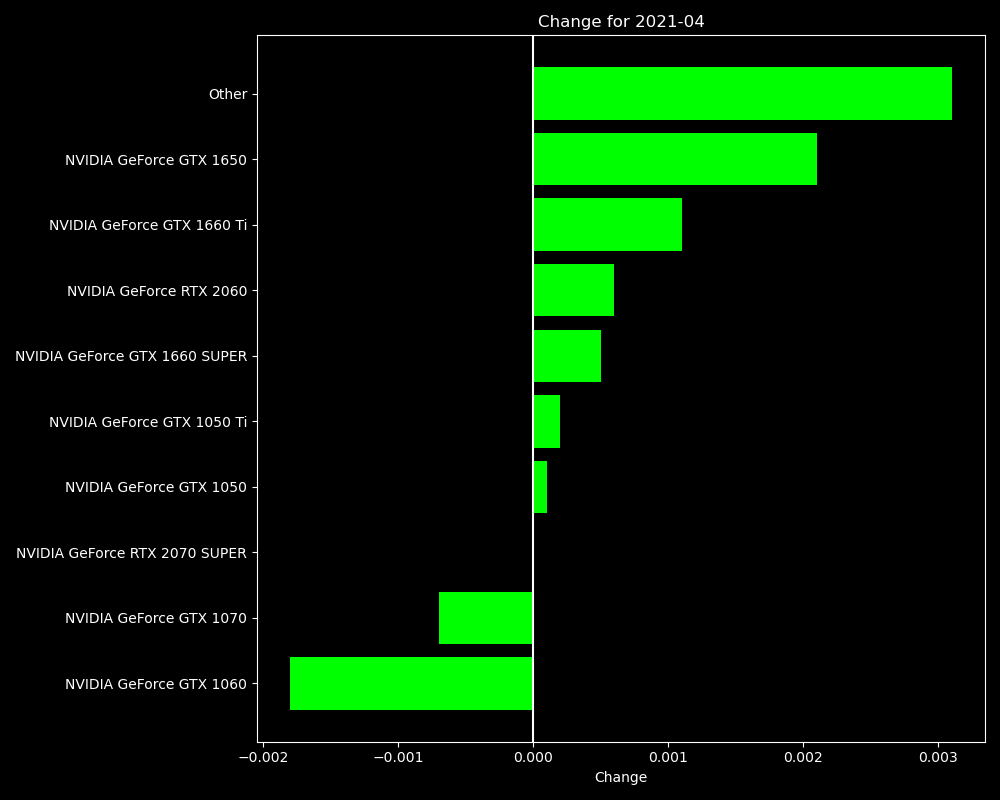 Change for 2021-04
Other
NVIDIA GeForce GTX 1650
NVIDIA GeForce GTX 1660 Ti
NVIDIA GeForce RTX 2060
NVIDIA GeForce GTX 1660 SUPER
NVIDIA GeForce GTX 1050 Ti
NVIDIA GeForce GTX 1050
NVIDIA GeForce RTX 2070 SUPER
NVIDIA GeForce GTX 1070
NVIDIA GeForce GTX 1060
−0.002 −0.001 0.000 0.001 0.002 0.003
Change